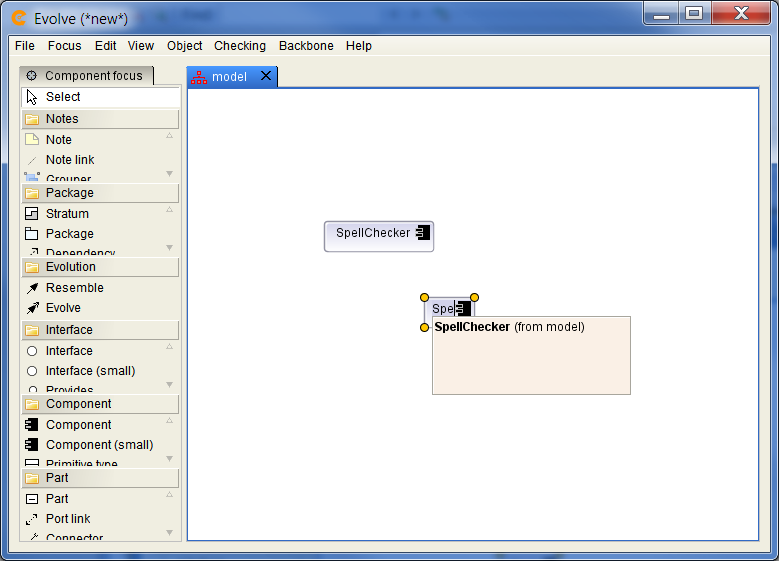 Evolve (*new*)
File Focus Edit View Object Checking Backbone Help
Component focus
model
Select
Notes
Note
Note link
Grouper
Package
Stratum
Package
Dependency
Evolution
Resemble
Evolve
Interface
Interface
Interface (small)
Provides
Component
Component
Component (small)
Primitive type
Part
Part
Port link
Connector
SpellChecker
Spe
SpellChecker (from model)